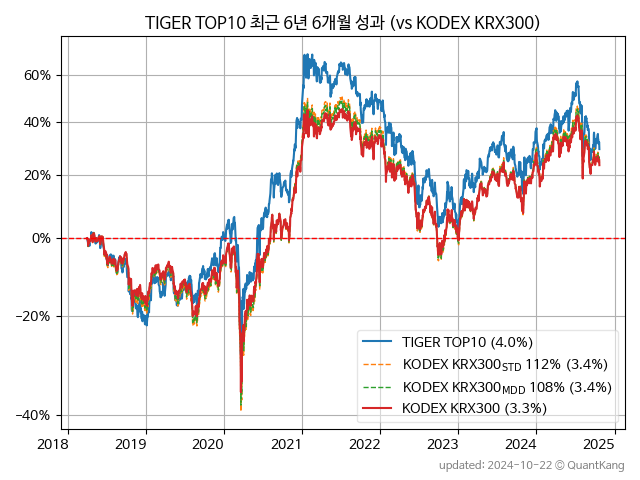 TIGER TOP10 최근 6년 6개월 성과 (vs KODEX KRX300)
60%
40%
20%
0%
−20%
−40%
2018 2019 2020 2021 2022 2023 2024 2025
TIGER TOP10 (4.0%)
KODEX KRX300STD 112% (3.4%)
KODEX KRX300MDD 108% (3.4%)
KODEX KRX300 (3.3%)
updated: 2024-10-22 © QuantKang